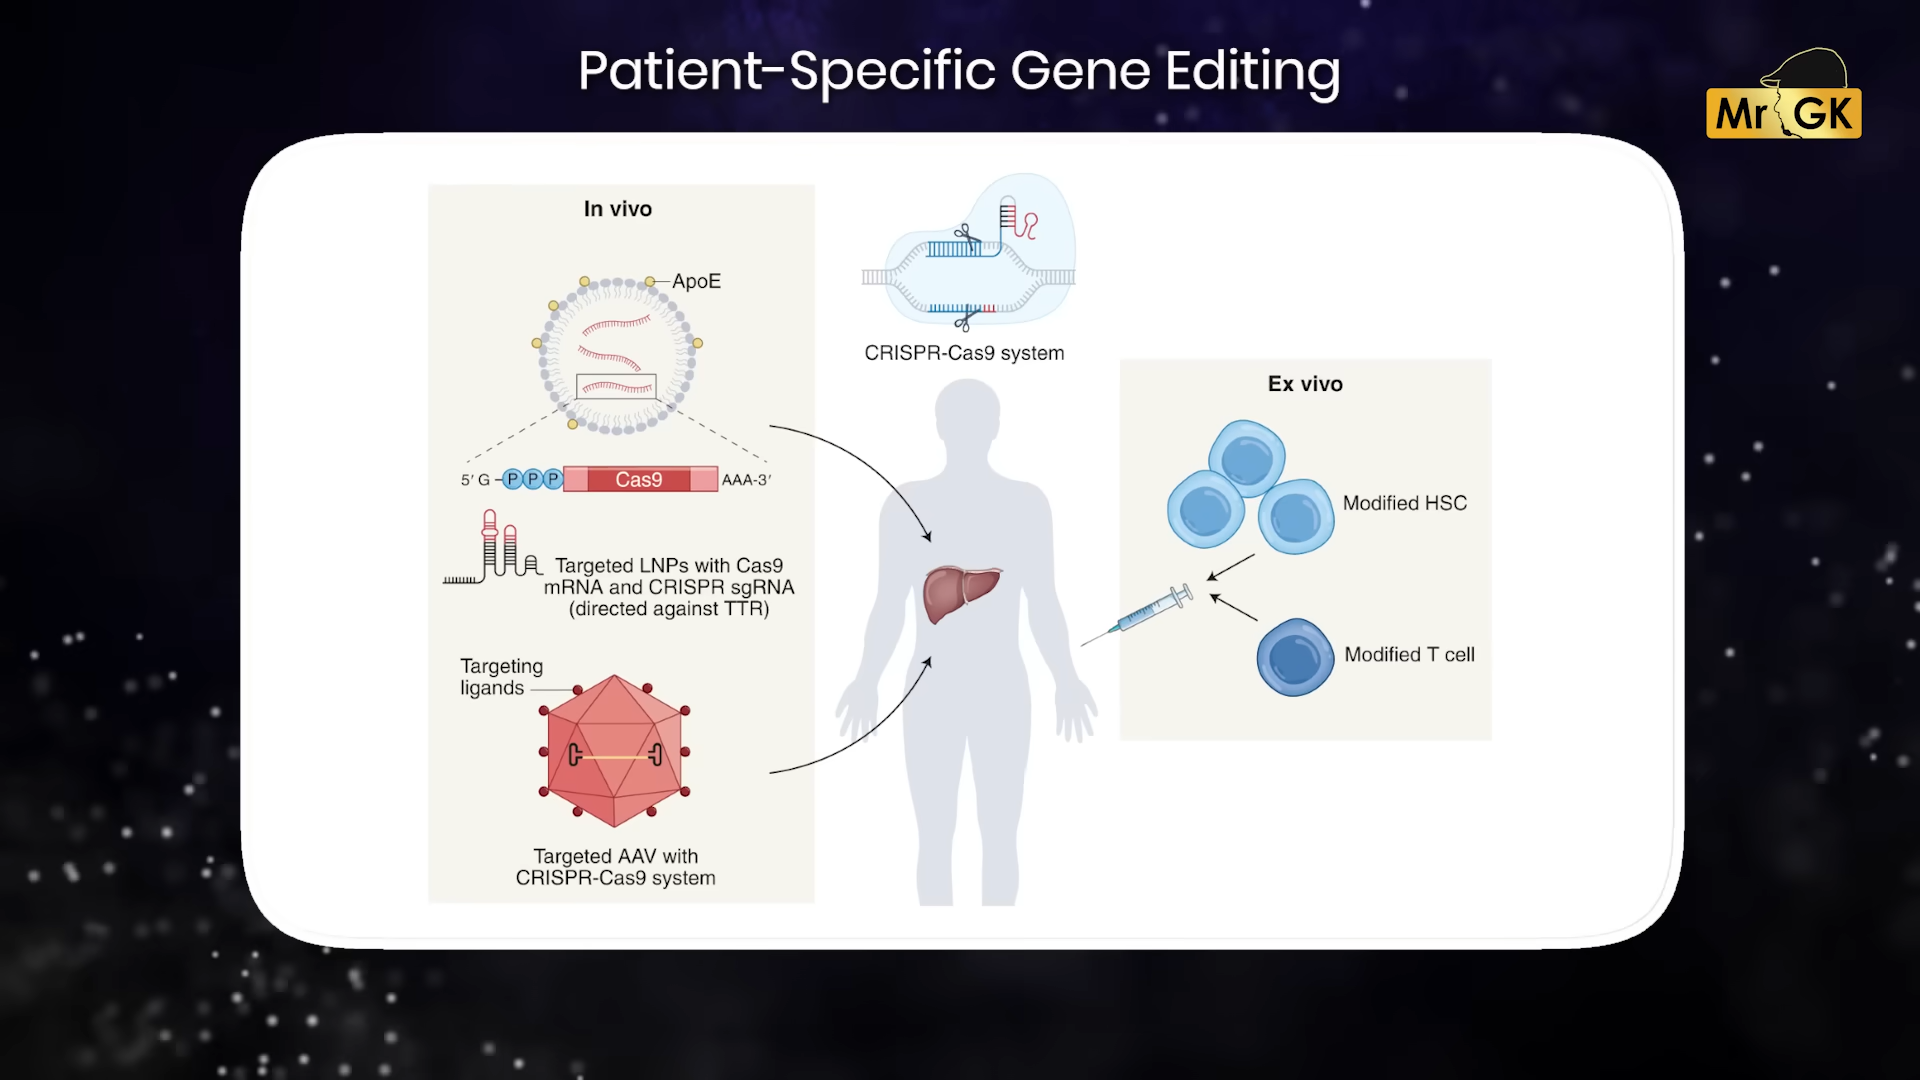 Patient-Specific Gene Editing
Mr GK
In vivo
ApoE
5' G
P P P
Cas9
AAA-3'
Targeted LNPs with Cas9
mRNA and CRISPR sgRNA
(directed against TTR)
Targeting
ligands
Targeted AAV with
CRISPR-Cas9 system
CRISPR-Cas9 system
Ex vivo
Modified HSC
Modified T cell